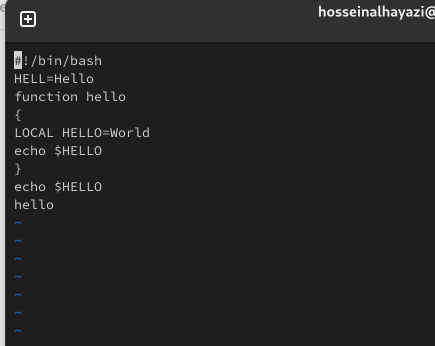 hosseinalhayazi@
#!/bin/bash
HELL=Hello
function hello
{
LOCAL HELLO=World
echo $HELLO
}
echo $HELLO
hello
~
~
~
~
~
~
~